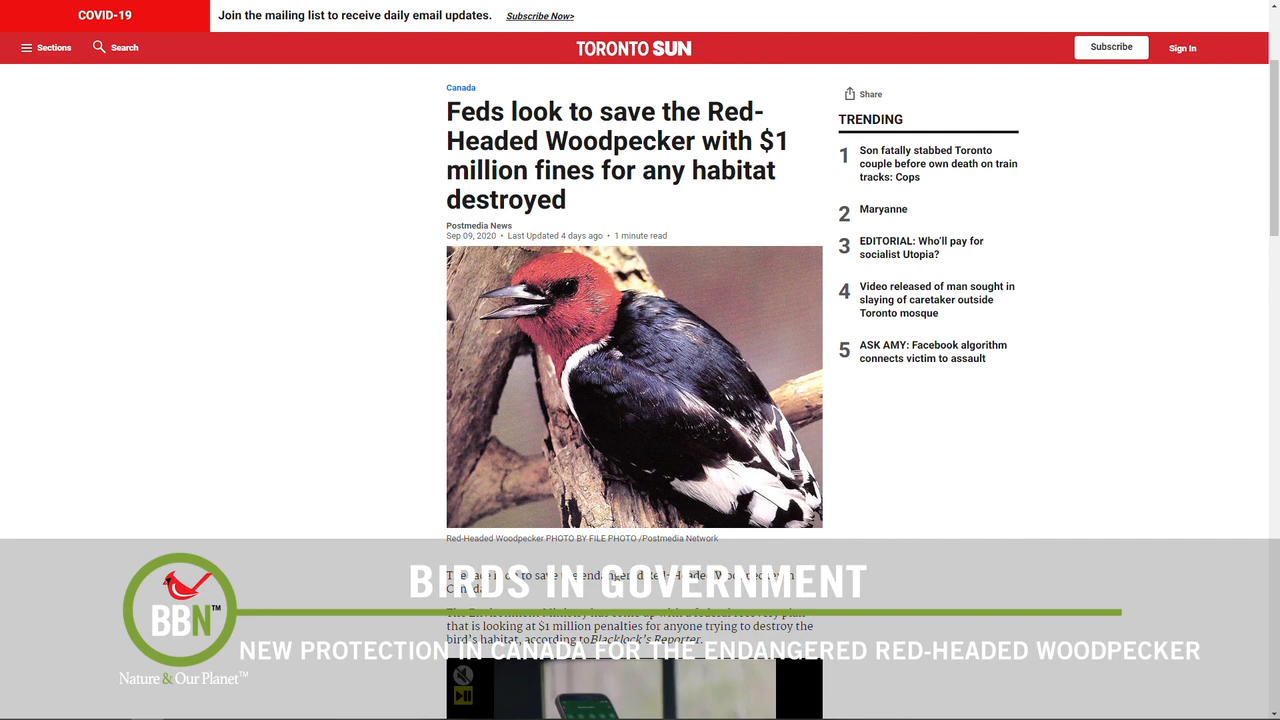 COVID-19
Join the mailing list to receive daily email updates. Subscribe Now>
Sections
Search
TORONTO SUN
Subscribe
Sign In
Canada
Feds look to save the Red-
Headed Woodpecker with $1
million fines for any habitat
destroyed
Postmedia News
Sep 09, 2020 • Last Updated 4 days ago • 1 minute read
Share
TRENDING
1 Son fatally stabbed Toronto
couple before own death on train
tracks: Cops
2 Maryanne
3 EDITORIAL: Who'll pay for
socialist Utopia?
4 Video released of man sought in
slaying of caretaker outside
Toronto mosque
5 ASK AMY: Facebook algorithm
connects victim to assault
Red-Headed Woodpecker PHOTO BY FILE PHOTO /Postmedia Network
that is looking at $1 million penalties for anyone trying to destroy the
bird's habitat, according to Blacklock's Reporter.
BIRDS IN GOVERNMENT
NEW PROTECTION IN CANADA FOR THE ENDANGERED RED-HEADED WOODPECKER
BBN™
Nature & Our Planet™